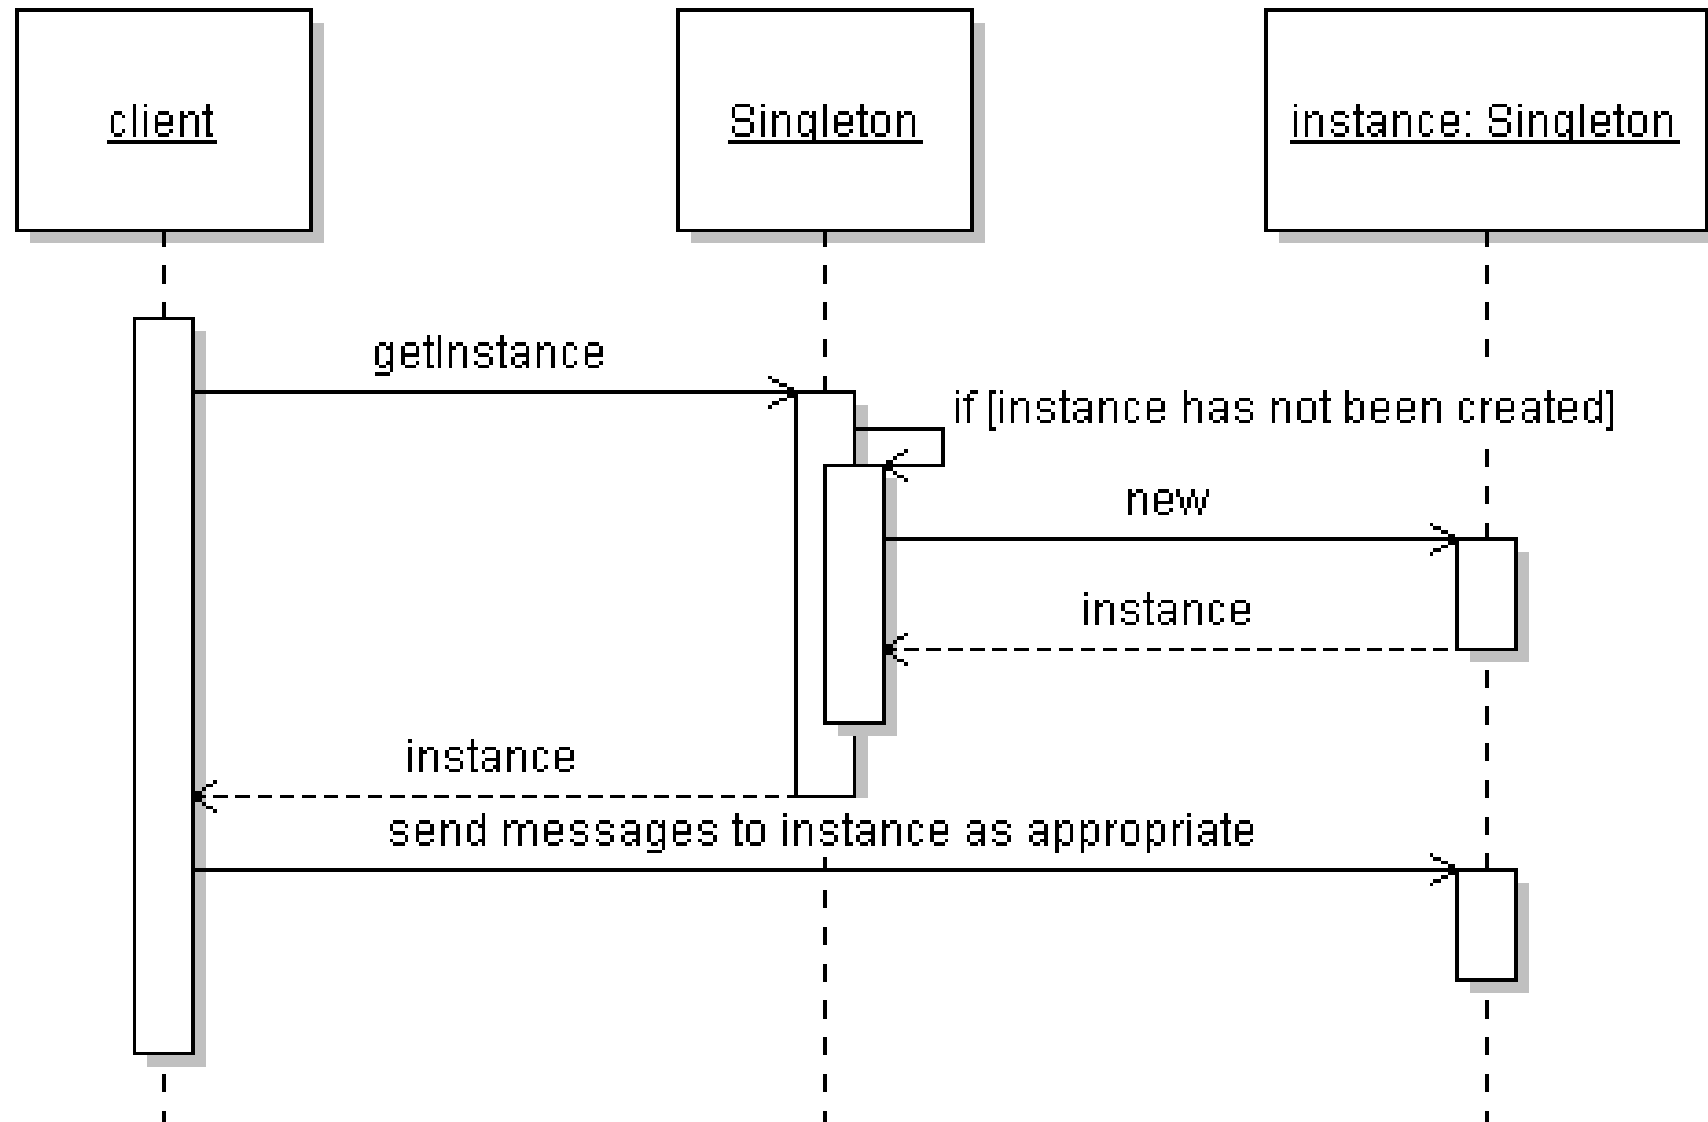 client
Singleton
instance: Singleton
getInstance
if [instance has not been created]
new
instance
instance
send messages to instance as appropriate